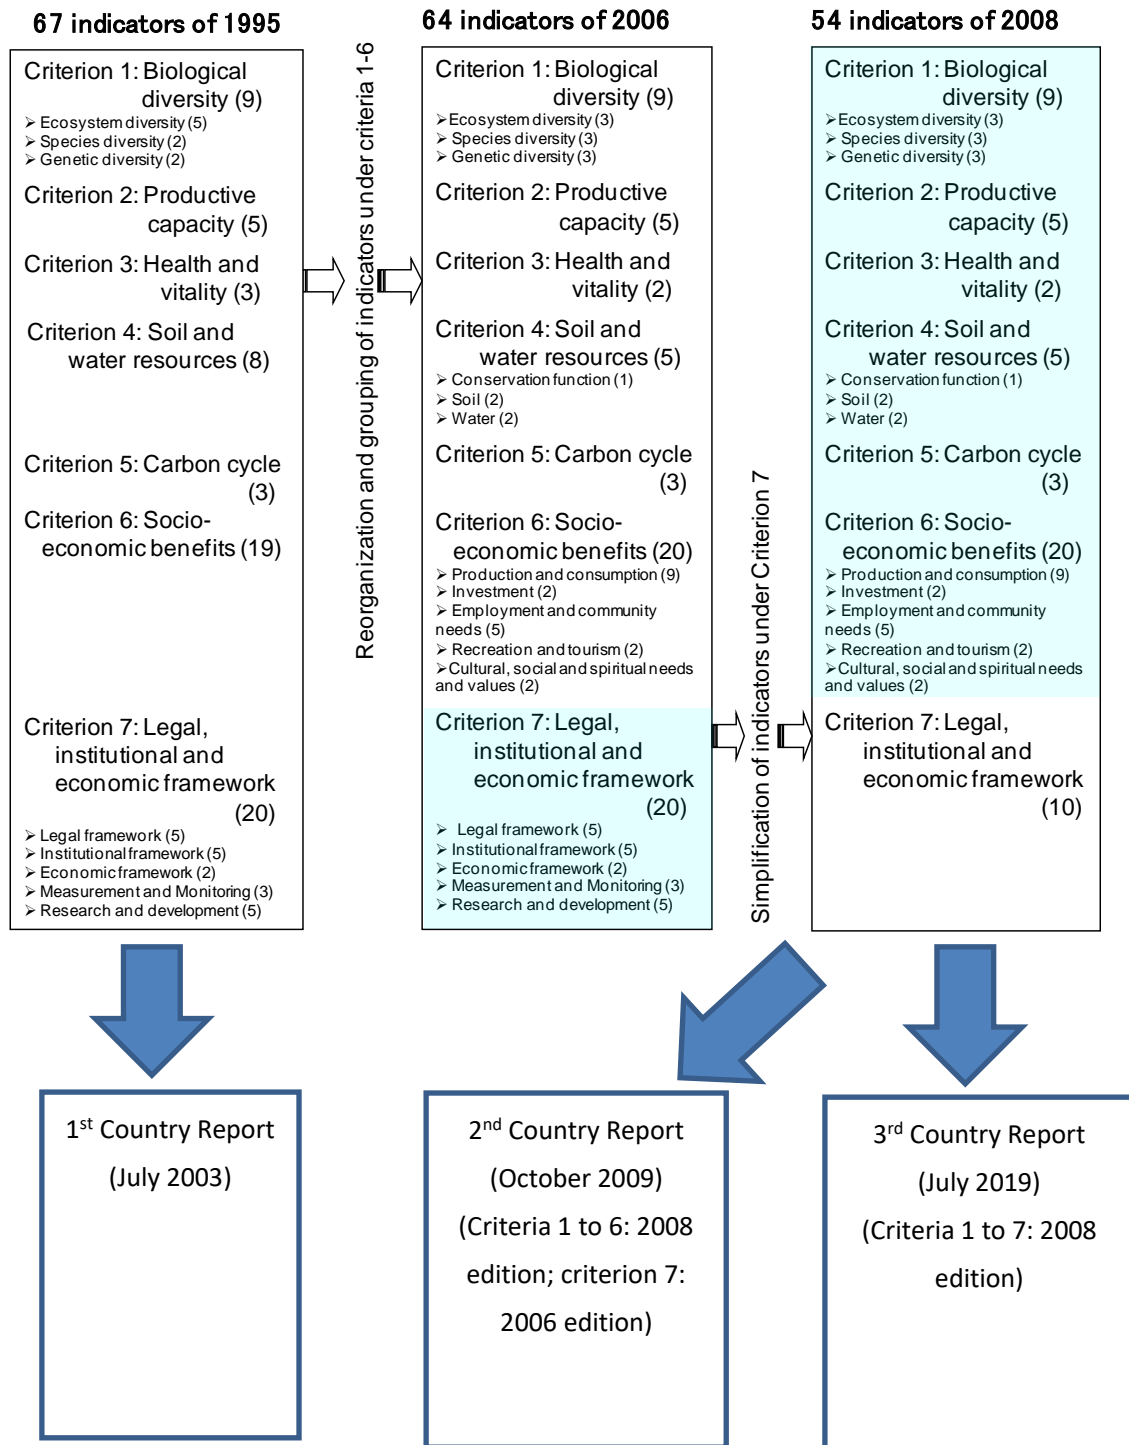 67 indicators of 1995
Criterion 1: Biological
diversity (9)
➢ Ecosystem diversity (5)
➢ Species diversity (2)
➢ Genetic diversity (2)
Criterion 2: Productive
capacity (5)
Criterion 3: Health and
vitality (3)
Criterion 4: Soil and
water resources (8)
Criterion 5: Carbon cycle
(3)
Criterion 6: Socio-
economic benefits (19)
Criterion 7: Legal,
institutional and
economic framework
(20)
➢ Legal framework (5)
➢ Institutional framework (5)
➢ Economic framework (2)
➢ Measurement and Monitoring (3)
➢ Research and development (5)
Reorganization and grouping of indicators under criteria 1-6
64 indicators of 2006
Criterion 1: Biological
diversity (9)
➢Ecosystem diversity (3)
➢ Species diversity (3)
➢ Genetic diversity (3)
Criterion 2: Productive
capacity (5)
Criterion 3: Health and
vitality (2)
Criterion 4: Soil and
water resources (5)
➢ Conservation function (1)
➢ Soil (2)
➢ Water (2)
Criterion 5: Carbon cycle
(3)
Criterion 6: Socio-
economic benefits (20)
➢ Production and consumption (9)
➢ Investment (2)
➢ Employment and community
needs (5)
➢ Recreation and tourism (2)
➢Cultural, social and spiritual needs
and values (2)
Criterion 7: Legal,
institutional and
economic framework
(20)
➢ Legal framework (5)
➢ Institutional framework (5)
➢ Economic framework (2)
➢ Measurement and Monitoring (3)
➢ Research and development (5)
Simplification of indicators under Criterion 7
54 indicators of 2008
Criterion 1: Biological
diversity (9)
➢Ecosystem diversity (3)
➢ Species diversity (3)
➢ Genetic diversity (3)
Criterion 2: Productive
capacity (5)
Criterion 3: Health and
vitality (2)
Criterion 4: Soil and
water resources (5)
➢ Conservation function (1)
➢ Soil (2)
➢ Water (2)
Criterion 5: Carbon cycle
(3)
Criterion 6: Socio-
economic benefits (20)
➢ Production and consumption (9)
➢ Investment (2)
➢ Employment and community
needs (5)
➢ Recreation and tourism (2)
➢Cultural, social and spiritual needs
and values (2)
Criterion 7: Legal,
institutional and
economic framework
(10)
1st Country Report
(July 2003)
2nd Country Report
(October 2009)
(Criteria 1 to 6: 2008
edition; criterion 7:
2006 edition)
3rd Country Report
(July 2019)
(Criteria 1 to 7: 2008
edition)